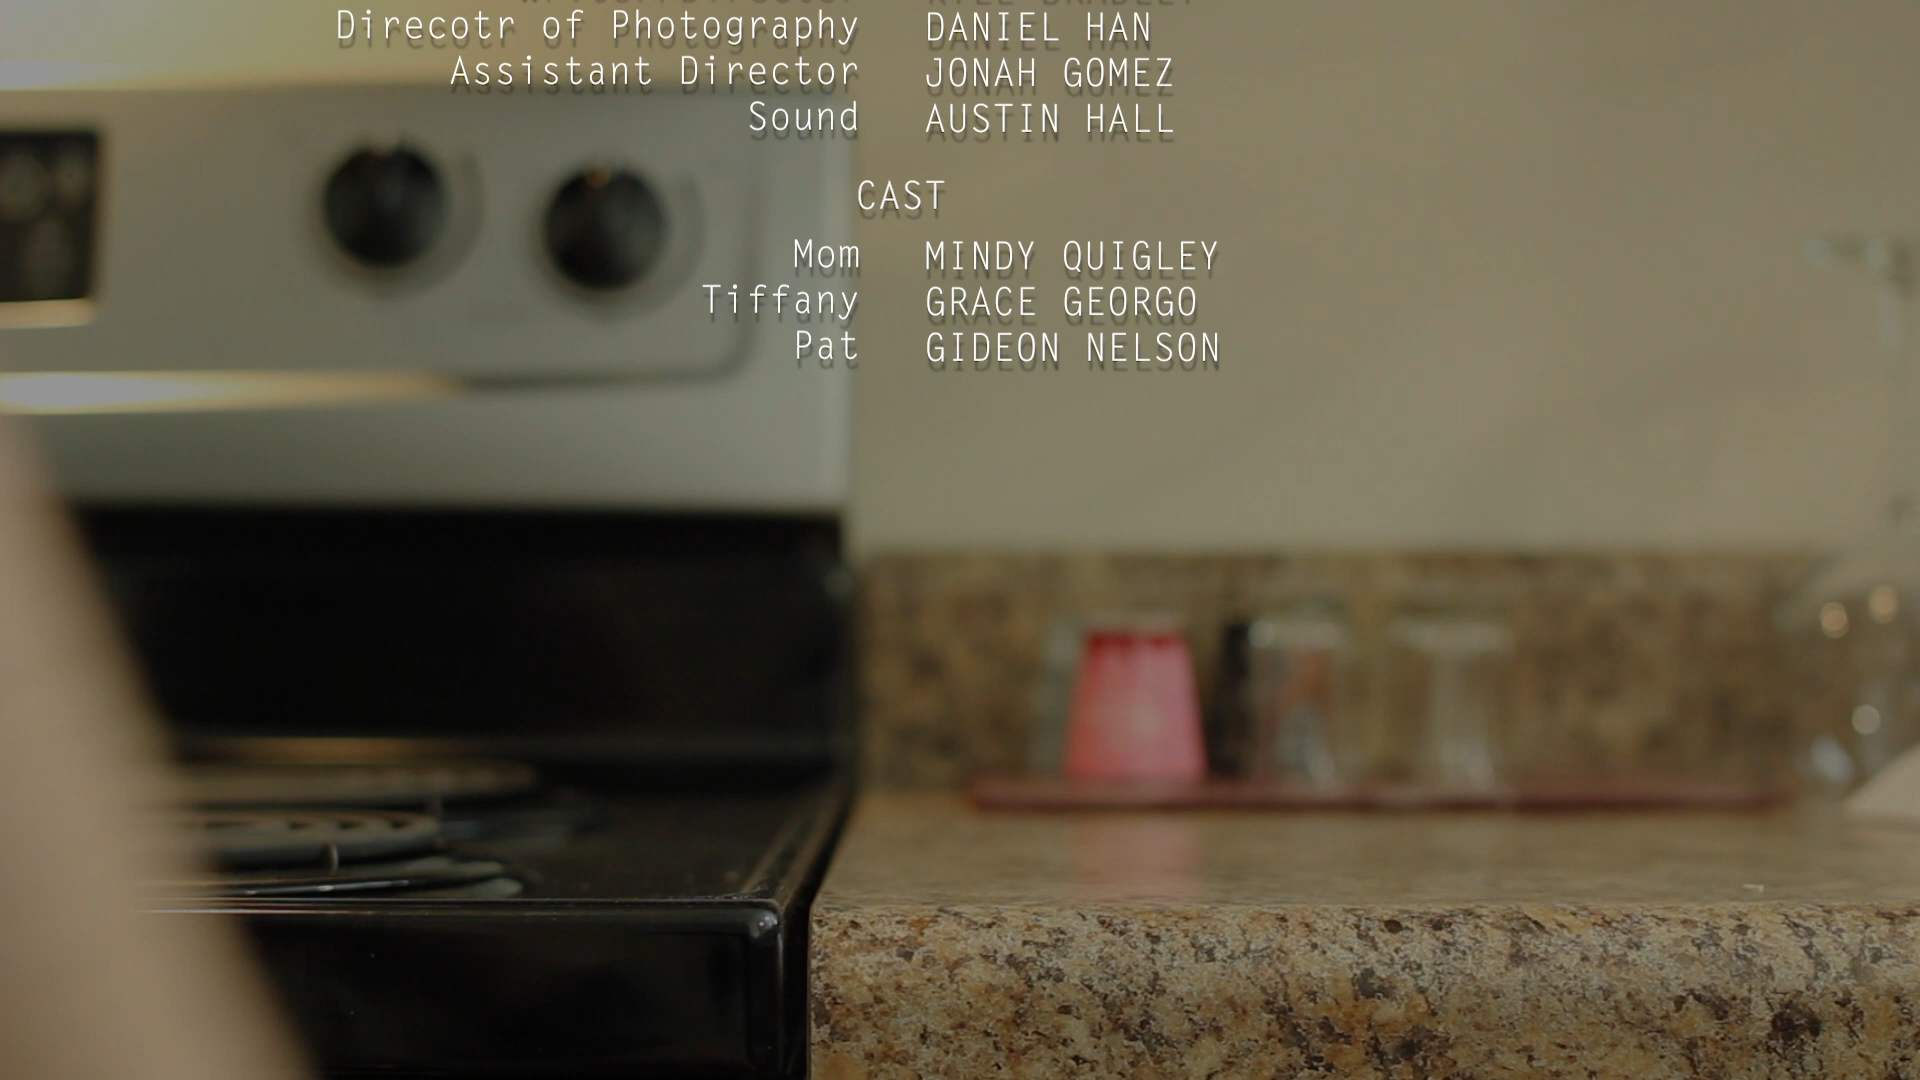 Direcotr of Photography DANIEL HAN
Assistant Director JONAH GOMEZ
Sound AUSTIN HALL
CAST
Mom MINDY QUIGLEY
Tiffany GRACE GEORGO
Pat GIDEON NELSON